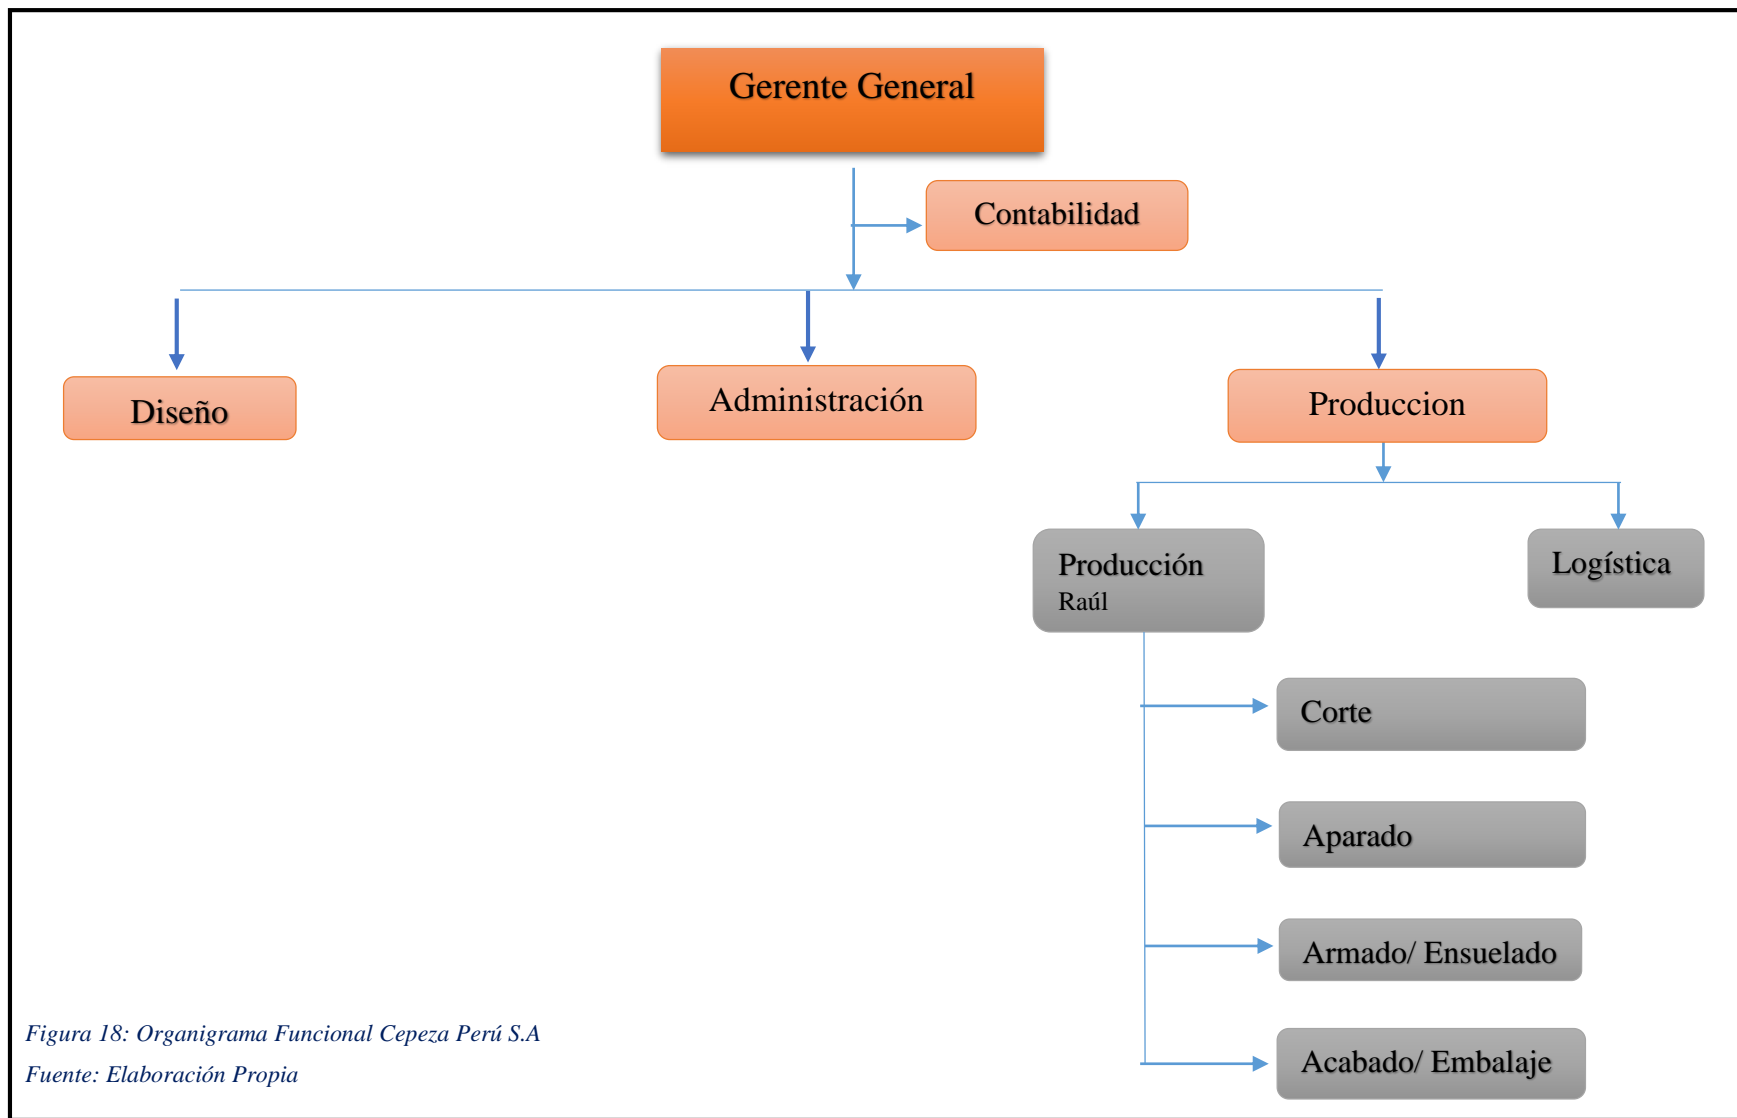 Gerente General
Contabilidad
Diseño
Administración
Produccion
Producción
Raúl
Logística
Corte
Aparado
Armado/ Ensuelado
Acabado/ Embalaje
Figura 18: Organigrama Funcional Cepeza Perú S.A
Fuente: Elaboración Propia